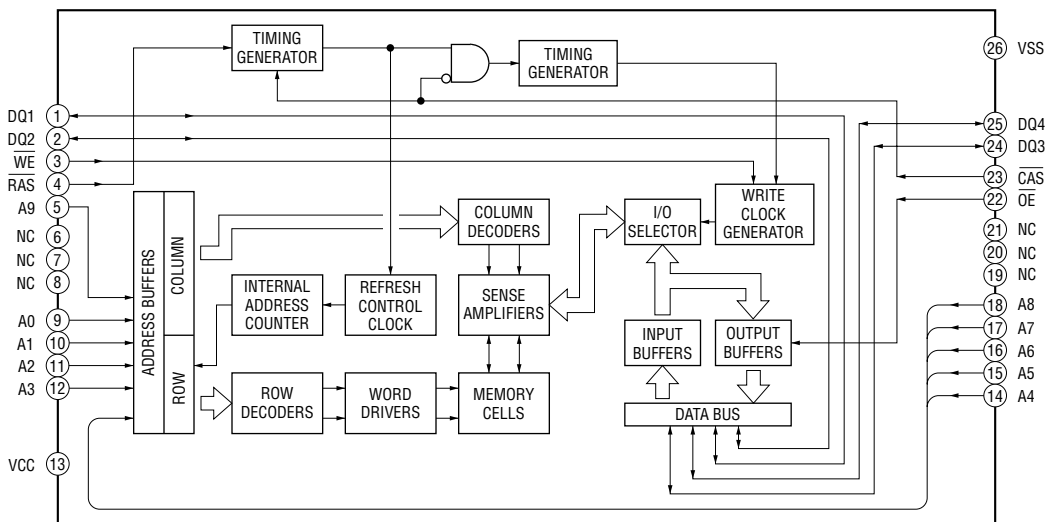 TIMING
GENERATOR
TIMING
GENERATOR
26 VSS
DQ1 1
DQ2 2
WE 3
RAS 4
A9 5
NC 6
NC 7
NC 8
A0 9
A1 10
A2 11
A3 12
VCC 13
25 DQ4
24 DQ3
23 CAS
22 OE
21 NC
20 NC
19 NC
18 A8
17 A7
16 A6
15 A5
14 A4
ADDRESS BUFFERS
COLUMN
ROW
COLUMN
DECODERS
I/O
SELECTOR
WRITE
CLOCK
GENERATOR
INTERNAL
ADDRESS
COUNTER
REFRESH
CONTROL
CLOCK
SENSE
AMPLIFIERS
INPUT
BUFFERS
OUTPUT
BUFFERS
ROW
DECODERS
WORD
DRIVERS
MEMORY
CELLS
DATA BUS